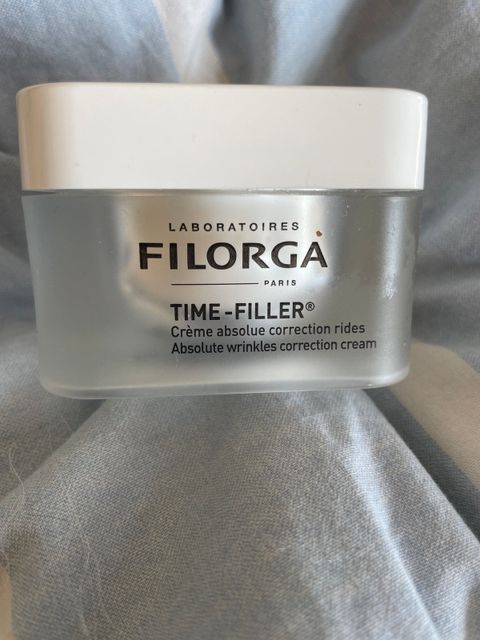 LABORATOIRES
FILORGA
PARIS
TIME-FILLER®
Crème absolue correction rides
Absolute wrinkles correction cream